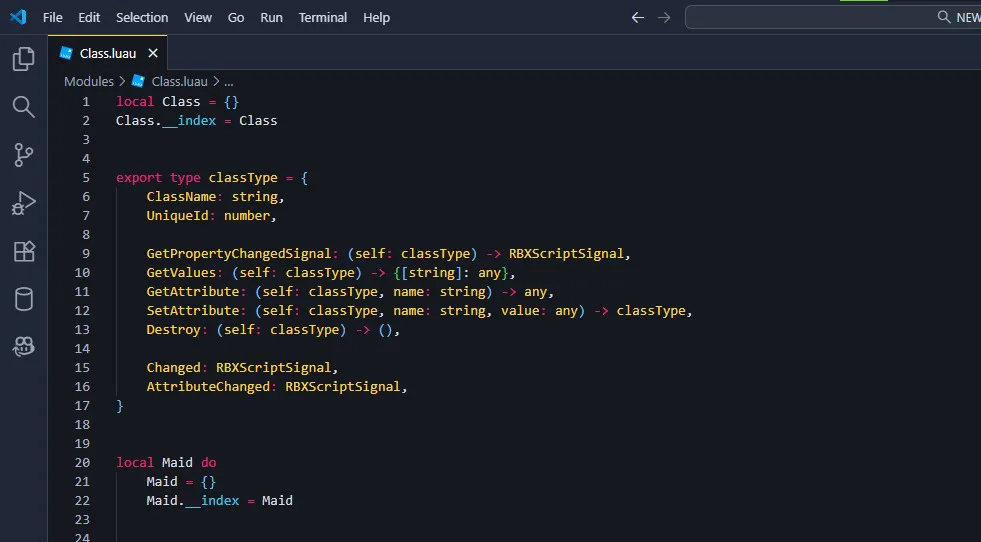 File Edit Selection View Go Run Terminal Help ← → NEW
Class.luau ×
Modules > Class.luau > ...
1 local Class = {}
2 Class.__index = Class
3
4
5 export type classType = {
6 ClassName: string,
7 UniqueId: number,
8
9 GetPropertyChangedSignal: (self: classType) -> RBXScriptSignal,
10 GetValues: (self: classType) -> {[string]: any},
11 GetAttribute: (self: classType, name: string) -> any,
12 SetAttribute: (self: classType, name: string, value: any) -> classType,
13 Destroy: (self: classType) -> (),
14
15 Changed: RBXScriptSignal,
16 AttributeChanged: RBXScriptSignal,
17 }
18
19
20 local Maid do
21 Maid = {}
22 Maid.__index = Maid
23
24